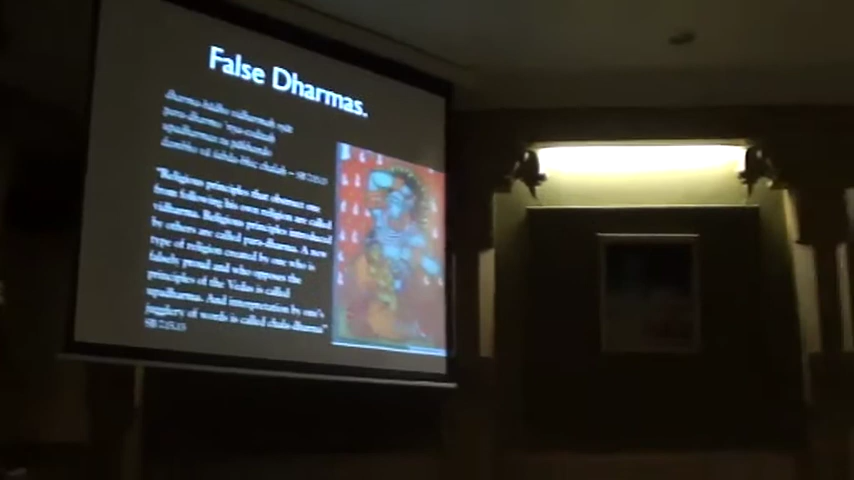 False Dharmas.
dharma-bādho vidharmaḥ syāt
para-dharmo 'nya-coditaḥ
upadharmas tu pākhaṇḍo
dambho vā śabda-bhic chalaḥ – SB 7.15.13
"Religious principles that obstruct one
from following his own religion are called
vidharma. Religious principles introduced
by others are called para-dharma. A new
type of religion created by one who is
falsely proud and who opposes the
principles of the Vedas is called
upadharma. And interpretation by one's
jugglery of words is called chala-dharma"
SB 7.15.13